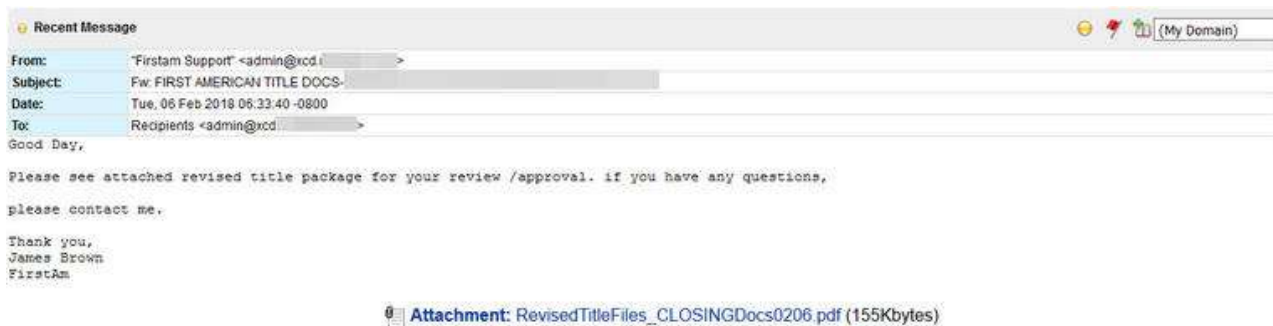 Recent Message
(My Domain)
From: "Firstam Support" <admin@xcd.
Subject: Fw: FIRST AMERICAN TITLE DOCS-
Date: Tue, 06 Feb 2018 06:33:40 -0800
To: Recipients <admin@xcd >
Good Day,
Please see attached revised title package for your review /approval. if you have any questions,
please contact me.
Thank you,
James Brown
FirstAm
Attachment: RevisedTitleFiles_CLOSINGDocs0206.pdf (155Kbytes)